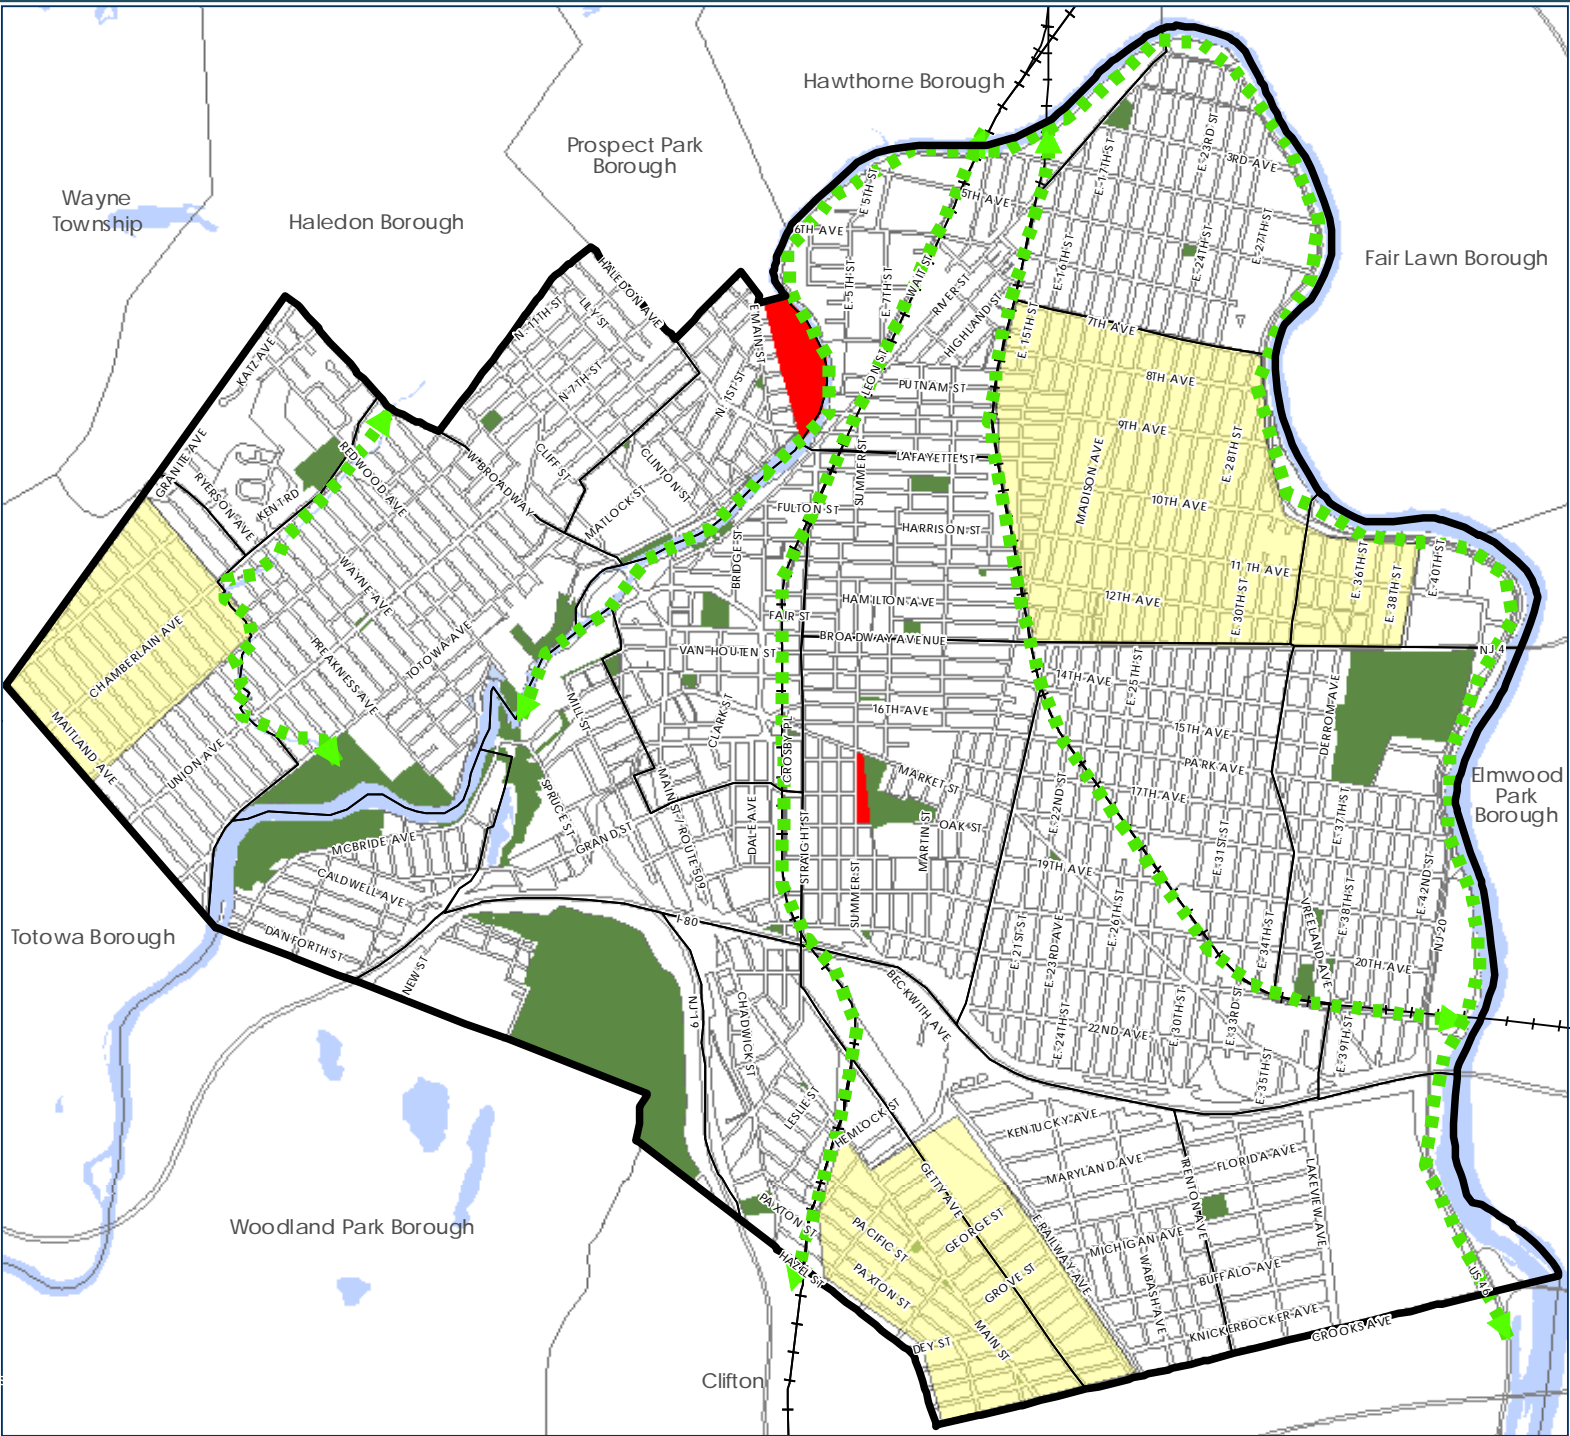 Hawthorne Borough
Prospect Park
Borough
Wayne
Township
Haledon Borough
Fair Lawn Borough
E. 23RD ST
3RD AVE
E. 17TH ST
E 5TH ST
5TH AVE
6TH AVE
E. 27TH ST
E. 24TH ST
E. 16TH ST
HALEDON AVE
E. 5TH ST
E. 7TH ST
WAIT ST
RIVER ST
N. 11TH ST
LILY ST
HIGHLAND ST
E. 15TH ST
7TH AVE
E MAIN ST
KATZ AVE
N 7TH ST
N. 1ST ST
LEON ST
PUTNAM ST
8TH AVE
9TH AVE
GRANITE AVE
REDWOOD AVE
W BROADWAY
CLIFF ST
CLINTON ST
SUMMER ST
LAFAYETTE ST
MADISON AVE
E. 28TH ST
RYERSON AVE
KENT RD
MATLOCK ST
FULTON ST
HARRISON ST
10TH AVE
BRIDGE ST
WAYNE AVE
11 TH AVE
E. 36TH ST
E. 40TH ST
E. 38TH ST
HAMILTON AVE
12TH AVE
E. 30TH ST
FAIR ST
BROADWAY AVENUE
CHAMBERLAIN AVE
PREAKNESS AVE
TOTOWA AVE
VAN HOUTEN ST
NJ 4
14TH AVE
E. 25TH ST
MILL ST
CLARK ST
16TH AVE
DERROM AVE
MAITLAND AVE
UNION AVE
CROSBY PL
15TH AVE
PARK AVE
MARKET ST
17TH AVE
Elmwood
Park
Borough
SPRUCE ST
MAIN ST / ROUTE 509
DALE AVE
STRAIGHT ST
E. 22ND ST
E. 37TH ST
MCBRIDE AVE
GRAND ST
OAK ST
MARTIN ST
E. 31ST ST
19TH AVE
CALDWELL AVE
SUMMER ST
E. 42ND ST
E. 26TH ST
E. 38TH ST
VREELAND AVE
I-80
Totowa Borough
DANFORTH ST
E. 21ST ST
E. 23RD AVE
E. 34TH ST
NJ 20
20TH AVE
NEW ST
NJ 19
CHADWICK ST
BECKWITH AVE
E. 24TH ST
22ND AVE
E. 30TH ST
E. 33RD ST
E. 39TH ST
E. 35TH ST
LESLIE ST
HEMLOCK ST
KENTUCKY AVE
MARYLAND AVE
FLORIDA AVE
TRENTON AVE
LAKEVIEW AVE
GETTY AVE
Woodland Park Borough
PAXTON ST
PACIFIC ST
GEORGE ST
E RAILWAY AVE
MICHIGAN AVE
WABASH AVE
BUFFALO AVE
HAZEL ST
PAXTON ST
GROVE ST
US 46
MAIN ST
DEY ST
KNICKERBOCKER AVE
CROOKS AVE
Clifton